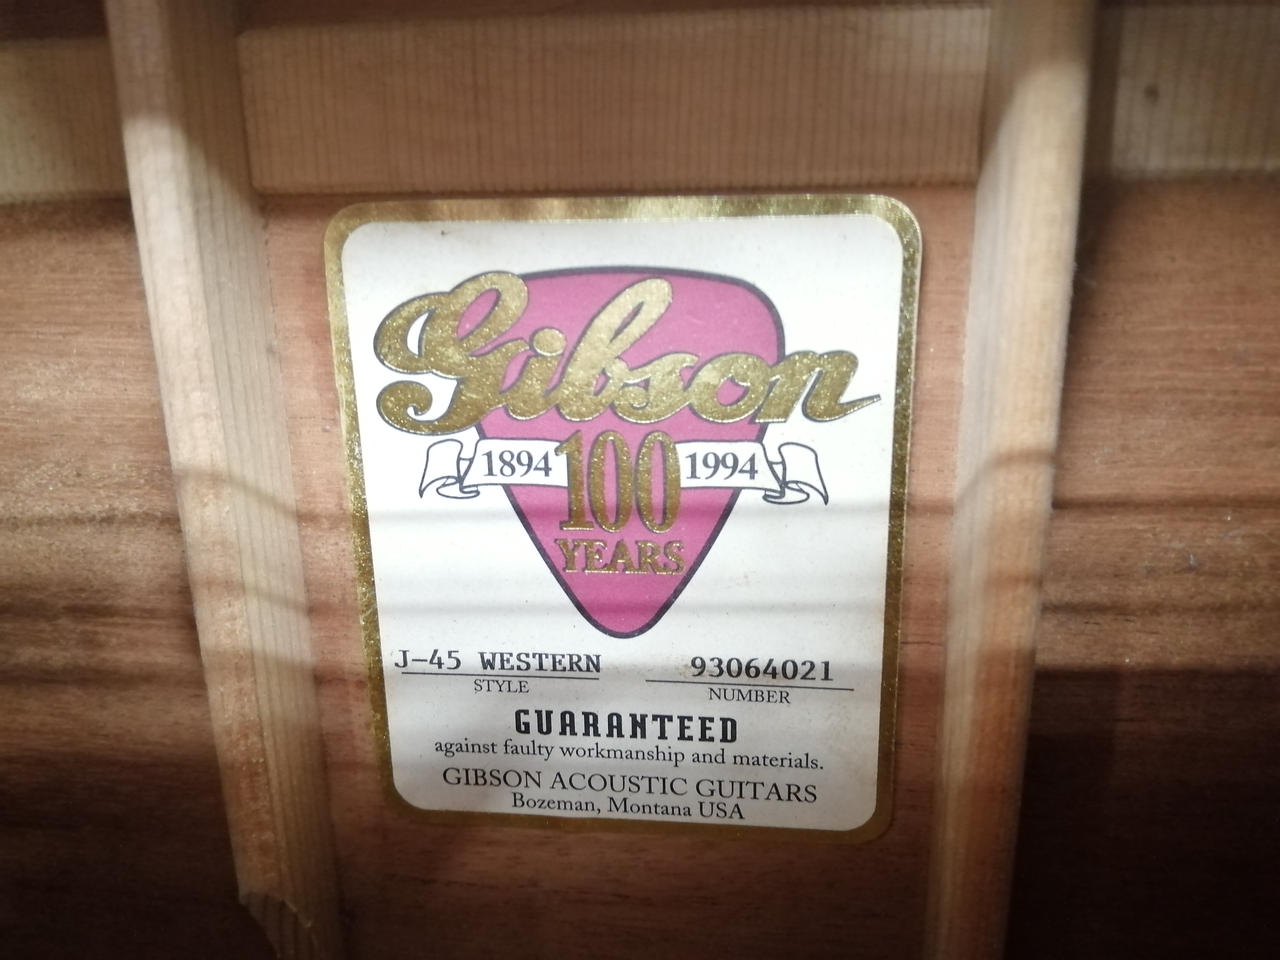 Gibson
1894 100 1994
YEARS
J-45 WESTERN 93064021
STYLE NUMBER
GUARANTEED
against faulty workmanship and materials.
GIBSON ACOUSTIC GUITARS
Bozeman, Montana USA